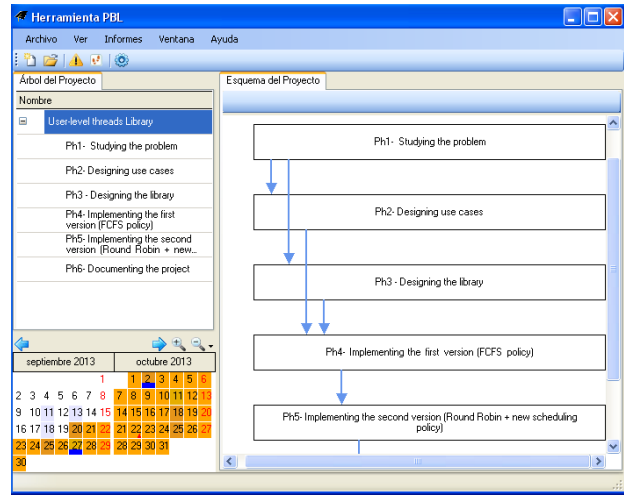 Herramienta PBL
Archivo Ver Informes Ventana Ayuda
Árbol del Proyecto
Nombre
User-level threads Library
Ph1- Studying the problem
Ph2- Designing use cases
Ph3 - Designing the library
Ph4- Implementing the first
version (FCFS policy)
Ph5- Implementing the second
version (Round Robin + new...
Ph6- Documenting the project
septiembre 2013 octubre 2013
1 1 2 3 4 5 6
2 3 4 5 6 7 8 7 8 9 10 11 12 13
9 10 11 12 13 14 15 14 15 16 17 18 19 20
16 17 18 19 20 21 22 21 22 23 24 25 26 27
23 24 25 26 27 28 29 28 29 30 31
30
Esquema del Proyecto
Ph1- Studying the problem
Ph2- Designing use cases
Ph3 - Designing the library
Ph4- Implementing the first version (FCFS policy)
Ph5- Implementing the second version (Round Robin + new scheduling
policy)